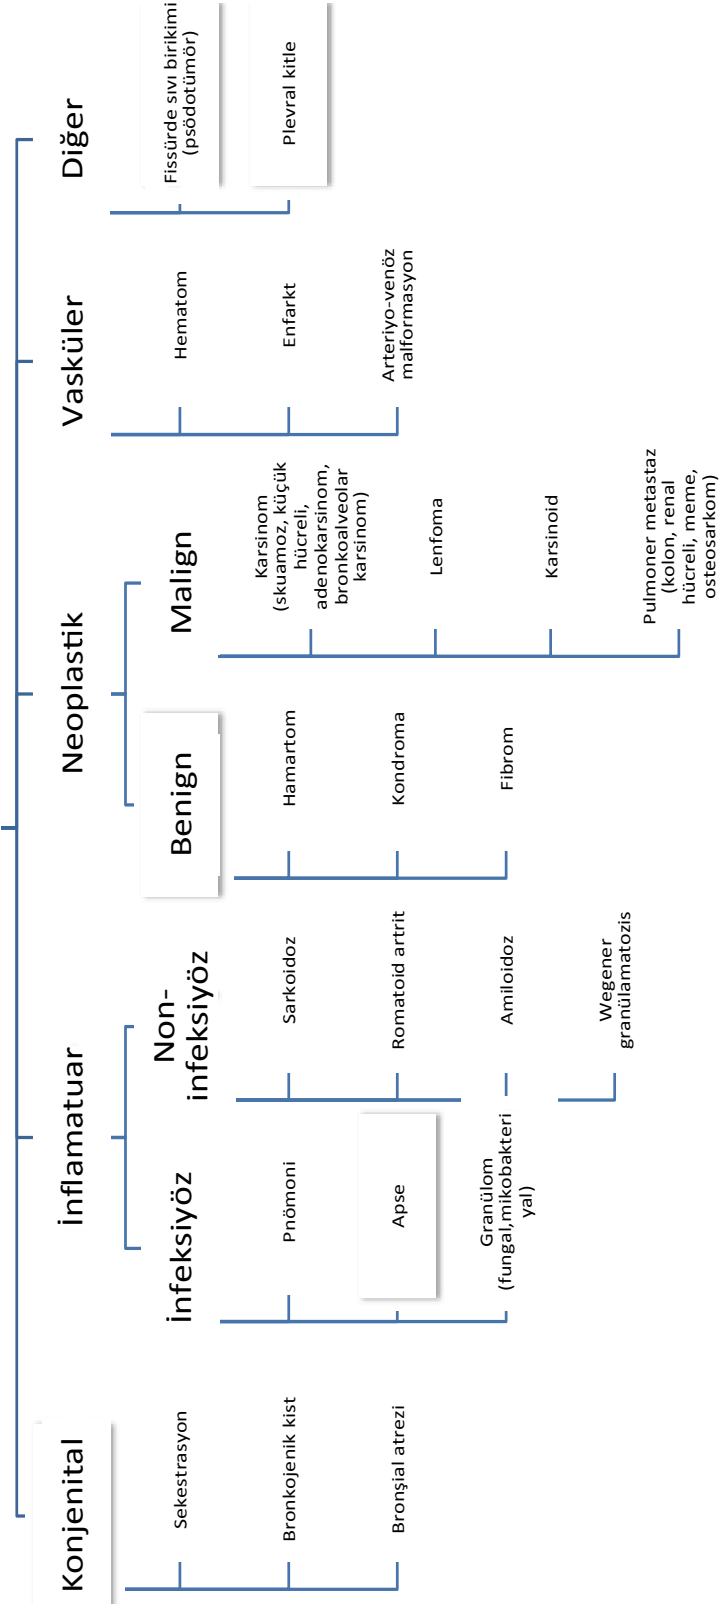 Konjenital
Sekestrasyon
Bronkojenik kist
Bronşial atrezi
İnflamatuar
İnfeksiyöz
Pnömoni
Apse
Granülom
(fungal,mikobakteri
yal)
Non-
infeksiyöz
Sarkoidoz
Romatoid artrit
Amiloidoz
Wegener
granülamatozis
Neoplastik
Benign
Hamartom
Kondroma
Fibrom
Malign
Karsinom
(skuamoz, küçük
hücreli,
adenokarsinom,
bronkoalveolar
karsinom)
Lenfoma
Karsinoid
Pulmoner metastaz
(kolon, renal
hücreli, meme,
osteosarkom)
Vasküler
Hematom
Enfarkt
Arteriyo-venöz
malformasyon
Diğer
Fissürde sıvı birikimi
(psödotümör)
Plevral kitle